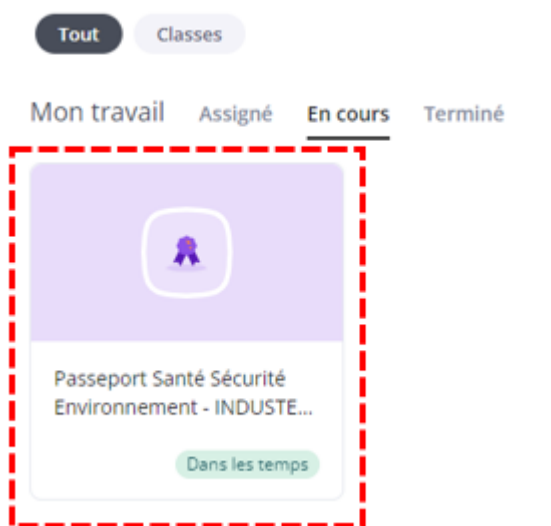 Tout Classes
Mon travail Assigné En cours Terminé
Passeport Santé Sécurité
Environnement - INDUSTE...
Dans les temps